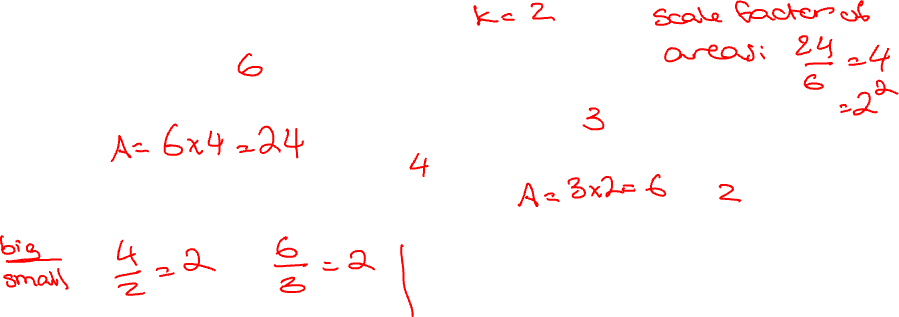 k = 2
scale factor of
areas: 24/6 = 4
= 2²
6
3
A = 6x4 = 24
4
A = 3x2 = 6
2
big/small 4/2 = 2 6/3 = 2 |